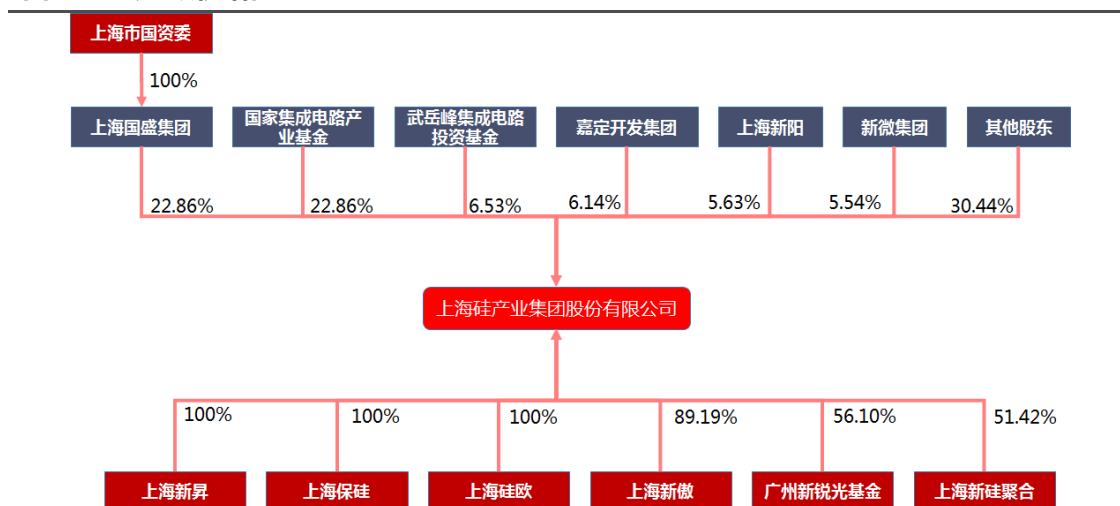 上海市国资委
100%
上海国盛集团
国家集成电路产
业基金
武岳峰集成电路
投资基金
嘉定开发集团
上海新阳
新微集团
其他股东
22.86%
22.86%
6.53%
6.14%
5.63%
5.54%
30.44%
上海硅产业集团股份有限公司
100%
100%
100%
89.19%
56.10%
51.42%
上海新昇
上海保硅
上海硅欧
上海新傲
广州新锐光基金
上海新硅聚合